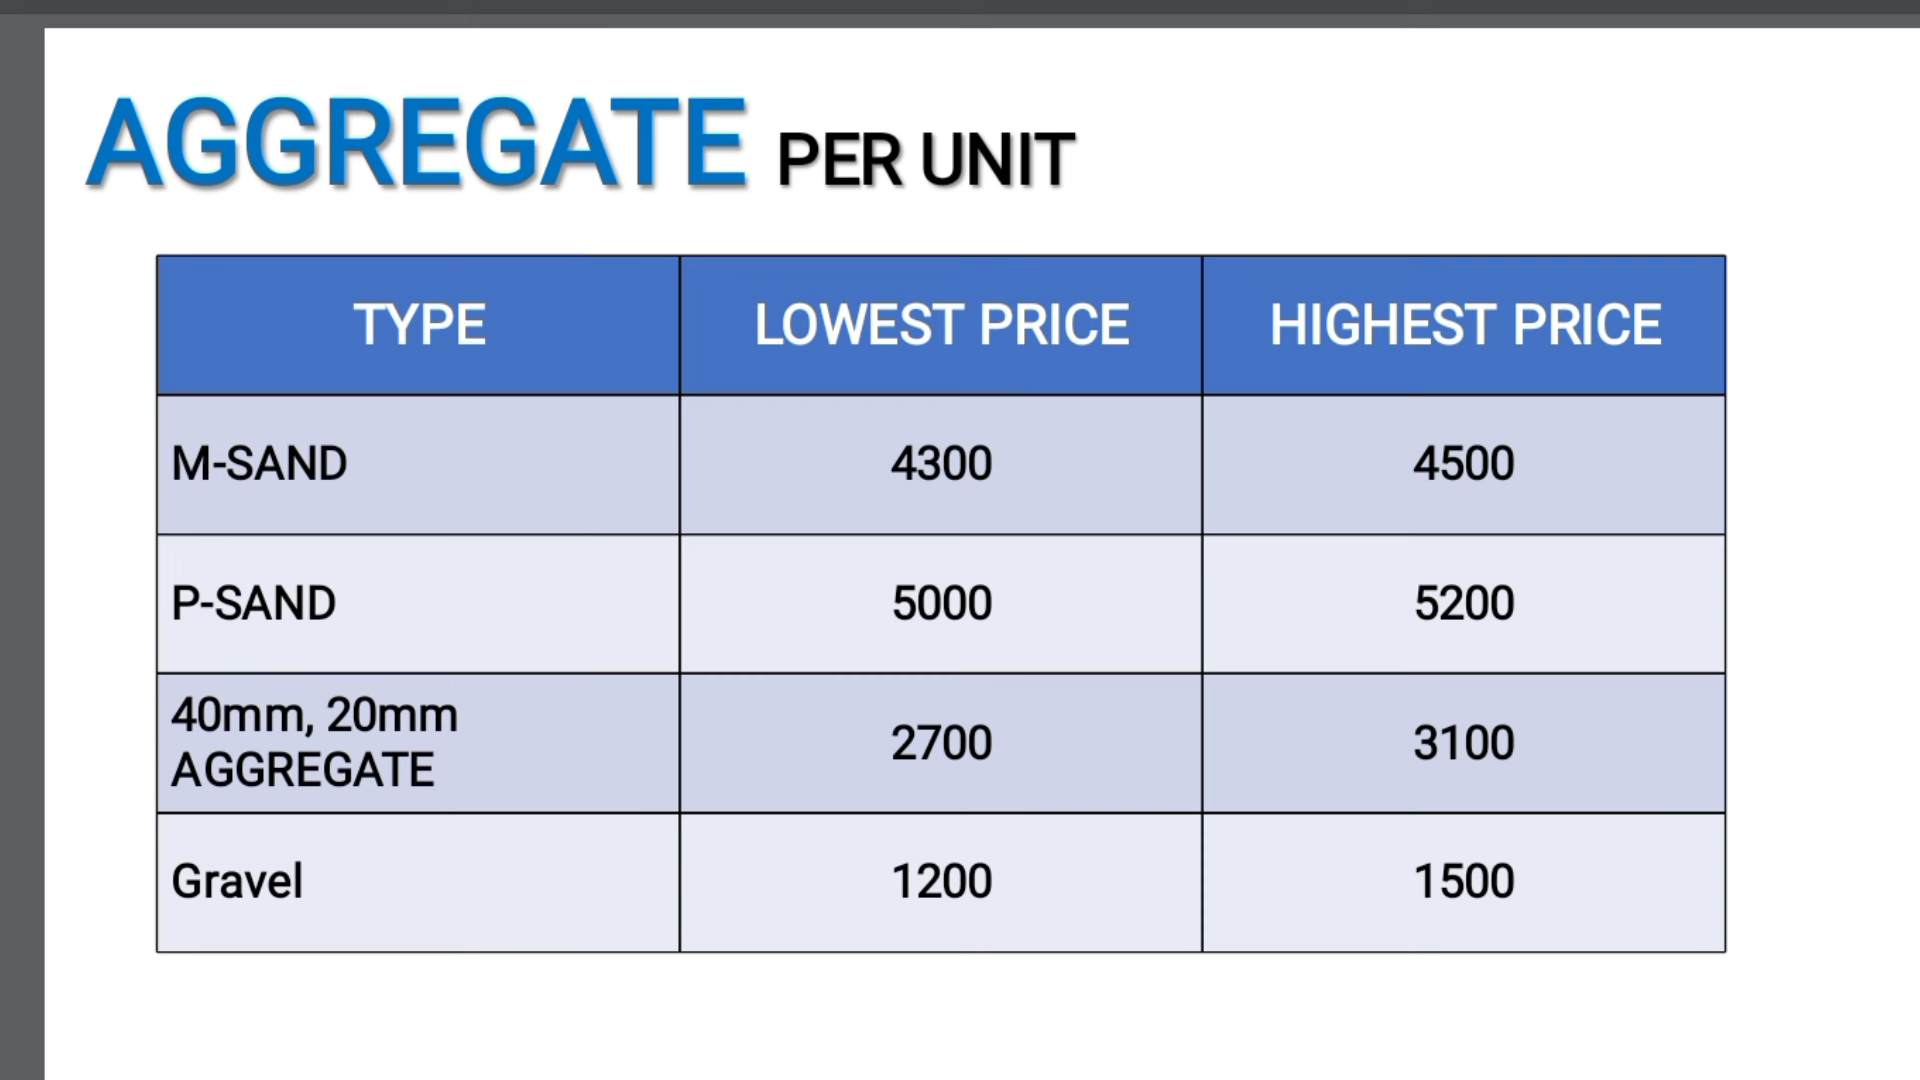 AGGREGATE PER UNIT
TYPE LOWEST PRICE HIGHEST PRICE
M-SAND 4300 4500
P-SAND 5000 5200
40mm, 20mm
AGGREGATE 2700 3100
Gravel 1200 1500